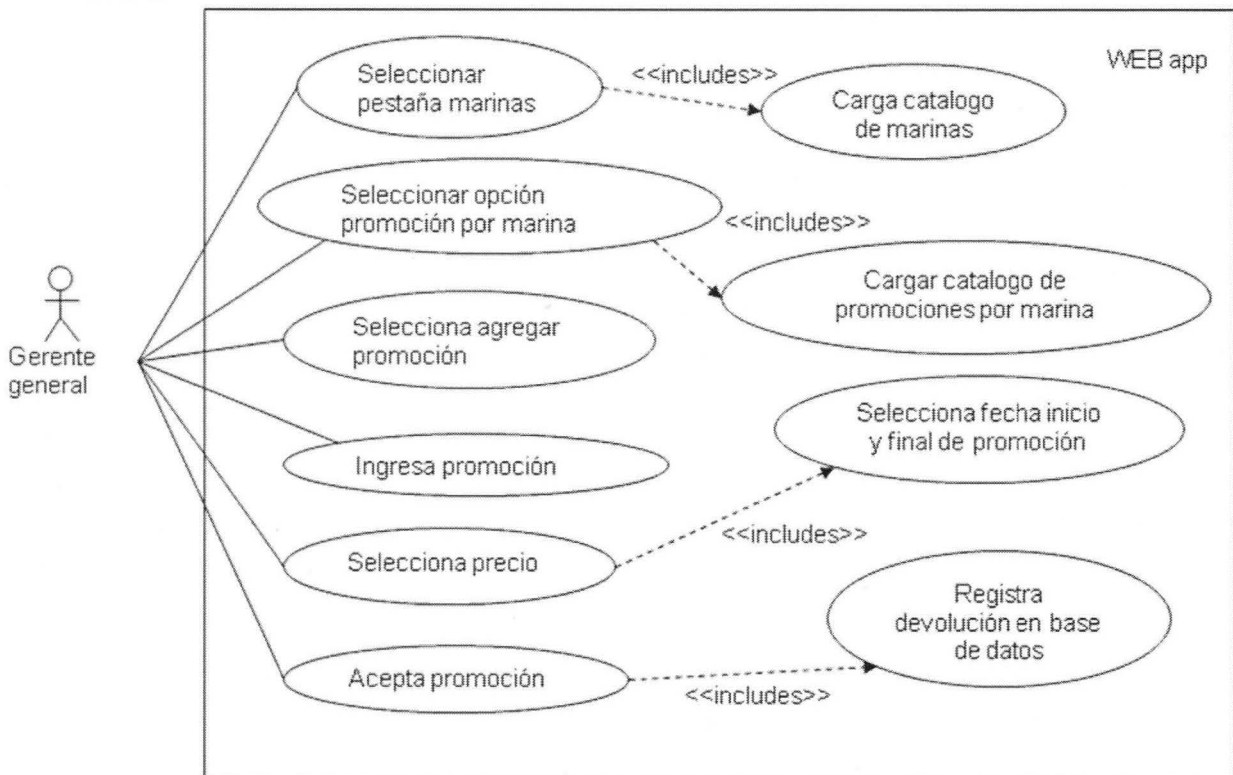 WEB app
Seleccionar
pestaña marinas
<<includes>>
Carga catalogo
de marinas
Seleccionar opción
promoción por marina
<<includes>>
Cargar catalogo de
promociones por marina
Gerente
general
Selecciona agregar
promoción
Selecciona fecha inicio
y final de promoción
Ingresa promoción
<<includes>>
Selecciona precio
Registra
devolución en base
de datos
Acepta promoción
<<includes>>